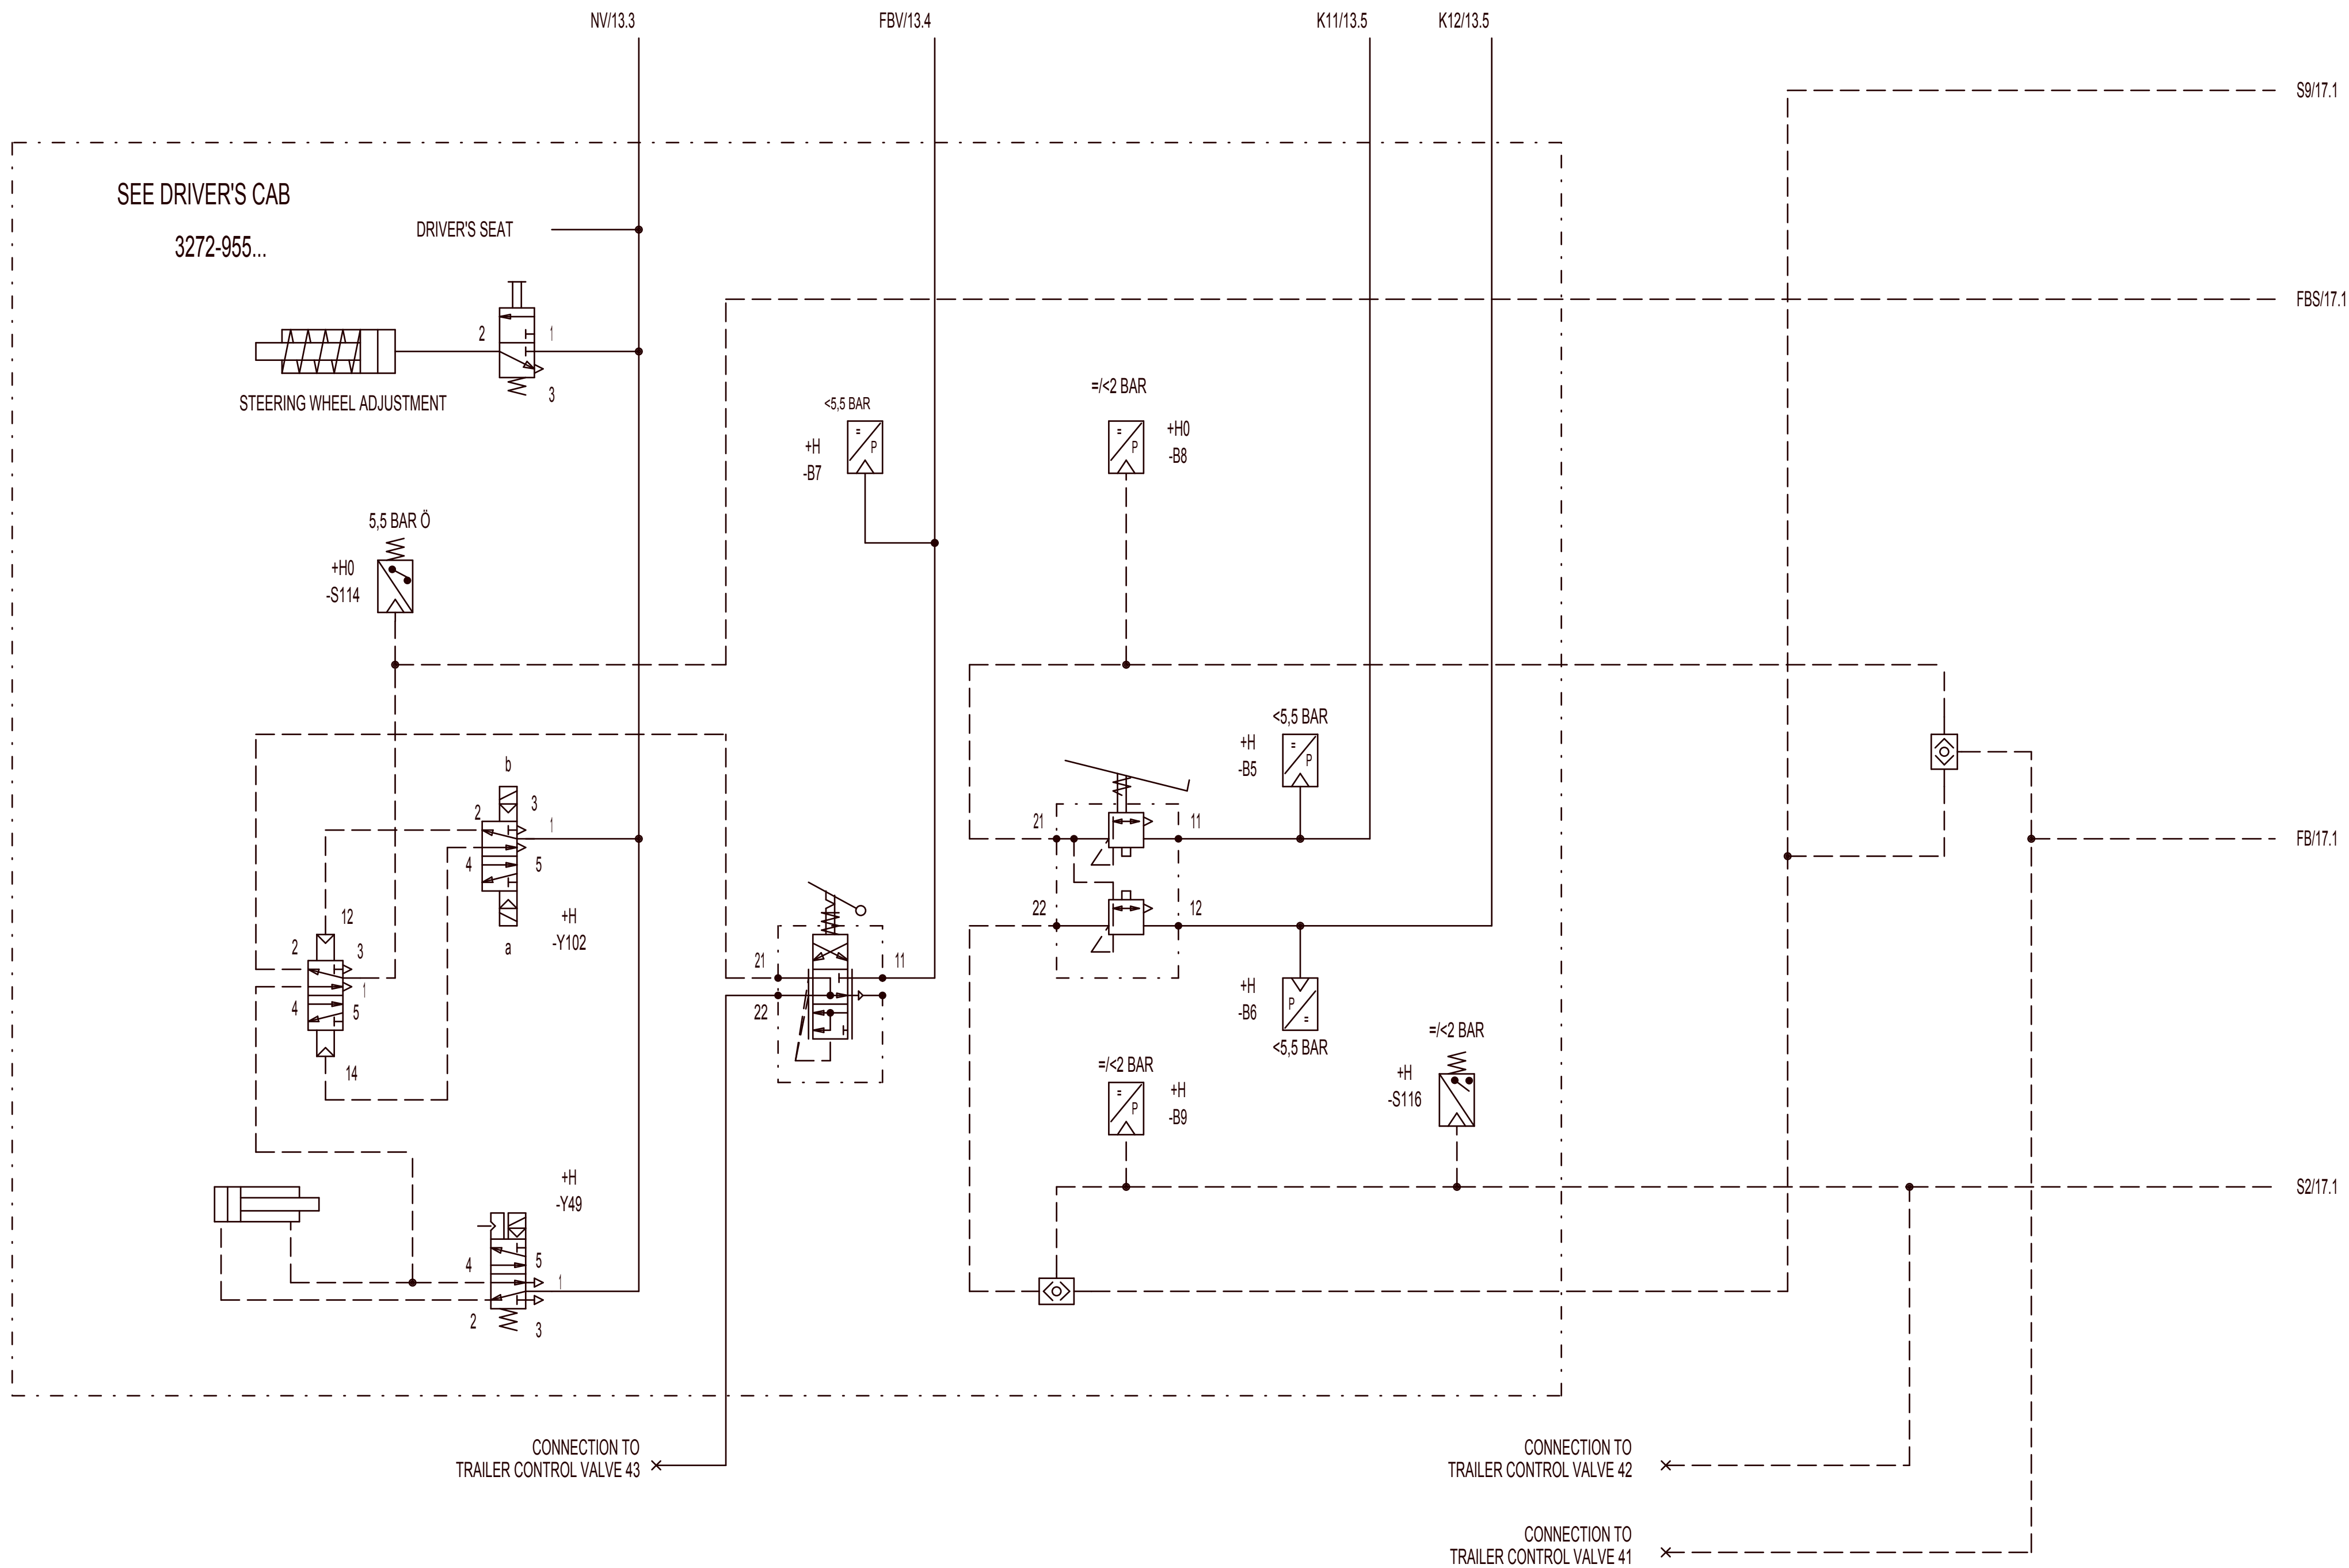 NV/13.3
FBV/13.4
K11/13.5
K12/13.5
S9/17.1
SEE DRIVER'S CAB
3272-955...
DRIVER'S SEAT
FBS/17.1
2
1
3
STEERING WHEEL ADJUSTMENT
<5,5 BAR
+H
-B7
=
P
=/<2 BAR
+H0
-B8
=
P
5,5 BAR Ö
+H0
-S114
<5,5 BAR
+H
-B5
=
P
b
2
3
1
4
5
a
+H
-Y102
21
11
22
12
FB/17.1
12
2
3
1
4
5
14
21
11
22
+H
-B6
P
=
<5,5 BAR
=/<2 BAR
+H
-B9
=
P
=/<2 BAR
+H
-S116
S2/17.1
+H
-Y49
4
5
1
2
3
CONNECTION TO
TRAILER CONTROL VALVE 43
CONNECTION TO
TRAILER CONTROL VALVE 42
CONNECTION TO
TRAILER CONTROL VALVE 41